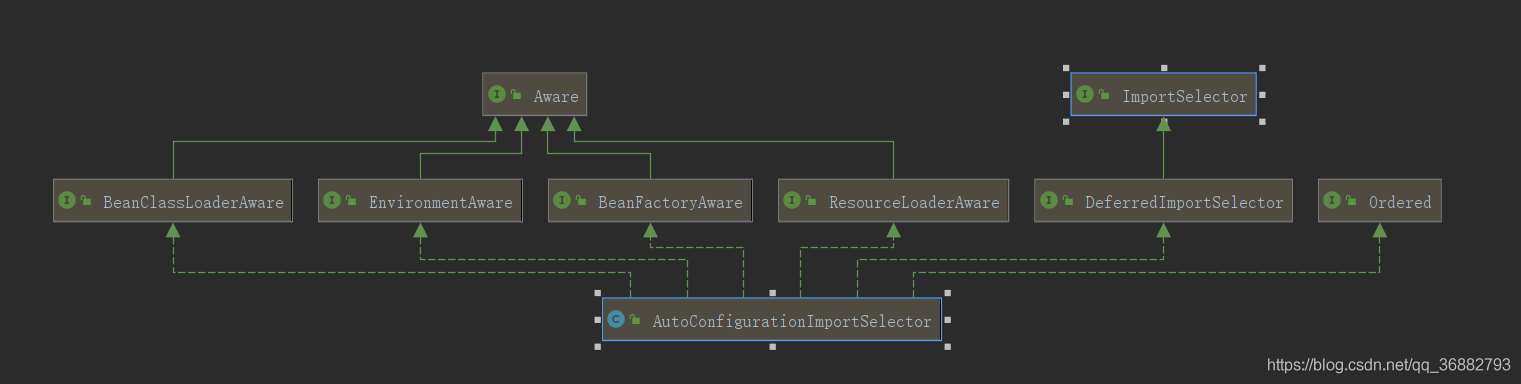 Aware
ImportSelector
BeanClassLoaderAware
EnvironmentAware
BeanFactoryAware
ResourceLoaderAware
DeferredImportSelector
Ordered
AutoConfigurationImportSelector
https://blog.csdn.net/qq_36882793